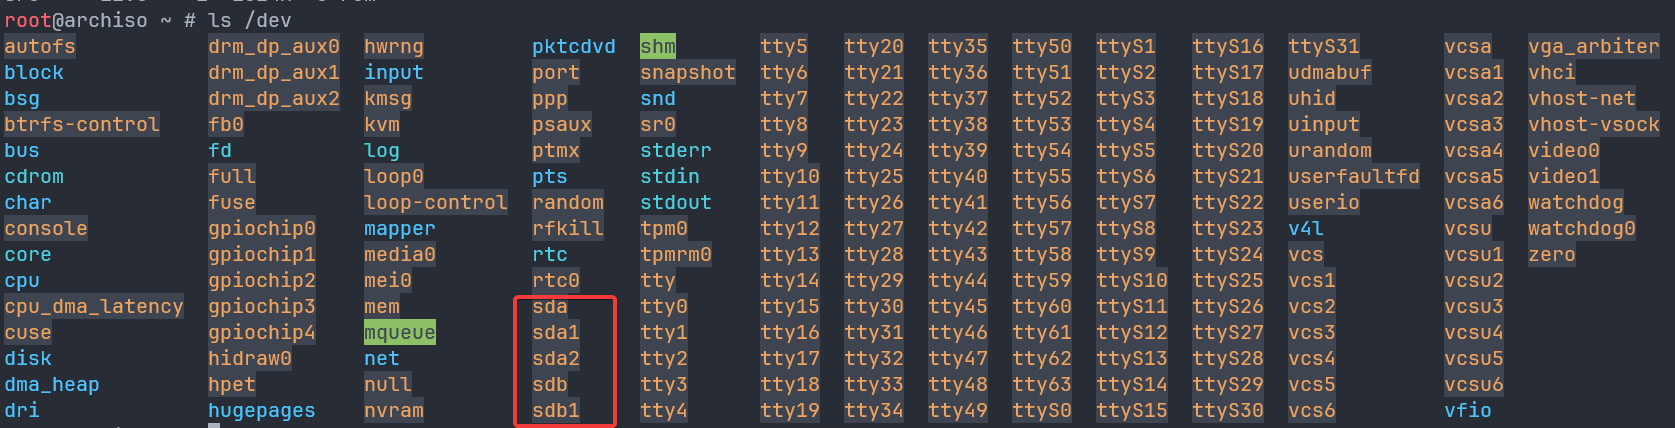 root@archiso ~ # ls /dev
autofs drm_dp_aux0 hwrng pktcdvd shm tty5 tty20 tty35 tty50 ttyS1 ttyS16 ttyS31 vcsa vga_arbiter
block drm_dp_aux1 input port snapshot tty6 tty21 tty36 tty51 ttyS2 ttyS17 udmabuf vcsa1 vhci
bsg drm_dp_aux2 kmsg ppp snd tty7 tty22 tty37 tty52 ttyS3 ttyS18 uhid vcsa2 vhost-net
btrfs-control fb0 kvm psaux sr0 tty8 tty23 tty38 tty53 ttyS4 ttyS19 uinput vcsa3 vhost-vsock
bus fd log ptmx stderr tty9 tty24 tty39 tty54 ttyS5 ttyS20 urandom vcsa4 video0
cdrom full loop0 pts stdin tty10 tty25 tty40 tty55 ttyS6 ttyS21 userfaultfd vcsa5 video1
char fuse loop-control random stdout tty11 tty26 tty41 tty56 ttyS7 ttyS22 userio vcsa6 watchdog
console gpiochip0 mapper rfkill tpm0 tty12 tty27 tty42 tty57 ttyS8 ttyS23 v4l vcsu watchdog0
core gpiochip1 media0 rtc tpmrm0 tty13 tty28 tty43 tty58 ttyS9 ttyS24 vcs vcsu1 zero
cpu gpiochip2 mei0 rtc0 tty tty14 tty29 tty44 tty59 ttyS10 ttyS25 vcs1 vcsu2
cpu_dma_latency gpiochip3 mem sda tty0 tty15 tty30 tty45 tty60 ttyS11 ttyS26 vcs2 vcsu3
cuse gpiochip4 mqueue sda1 tty1 tty16 tty31 tty46 tty61 ttyS12 ttyS27 vcs3 vcsu4
disk hidraw0 net sda2 tty2 tty17 tty32 tty47 tty62 ttyS13 ttyS28 vcs4 vcsu5
dma_heap hpet null sdb tty3 tty18 tty33 tty48 tty63 ttyS14 ttyS29 vcs5 vcsu6
dri hugepages nvram sdb1 tty4 tty19 tty34 tty49 ttyS0 ttyS15 ttyS30 vcs6 vfio